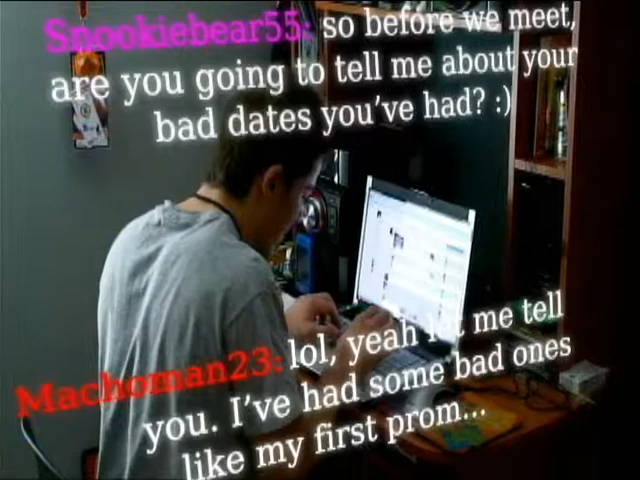 Snookiebear55: so before we meet,
are you going to tell me about your
bad dates you've had? :)
Machoman23: lol, yeah let me tell
you. I've had some bad ones
like my first prom...